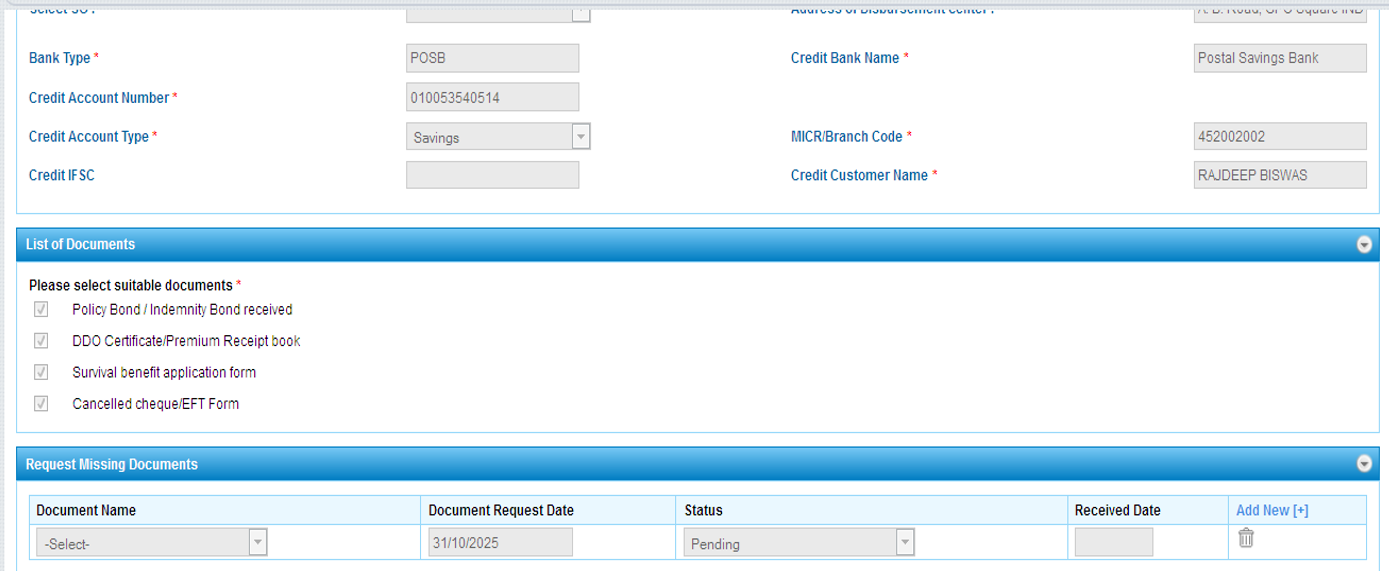 Bank Type *
POSB
Credit Bank Name *
Postal Savings Bank
Credit Account Number *
010053540514
Credit Account Type *
Savings
MICR/Branch Code *
452002002
Credit IFSC
Credit Customer Name *
RAJDEEP BISWAS
List of Documents
Please select suitable documents *
Policy Bond / Indemnity Bond received
DDO Certificate/Premium Receipt book
Survival benefit application form
Cancelled cheque/EFT Form
Request Missing Documents
Document Name
Document Request Date
Status
Received Date
Add New [+]
-Select-
31/10/2025
Pending